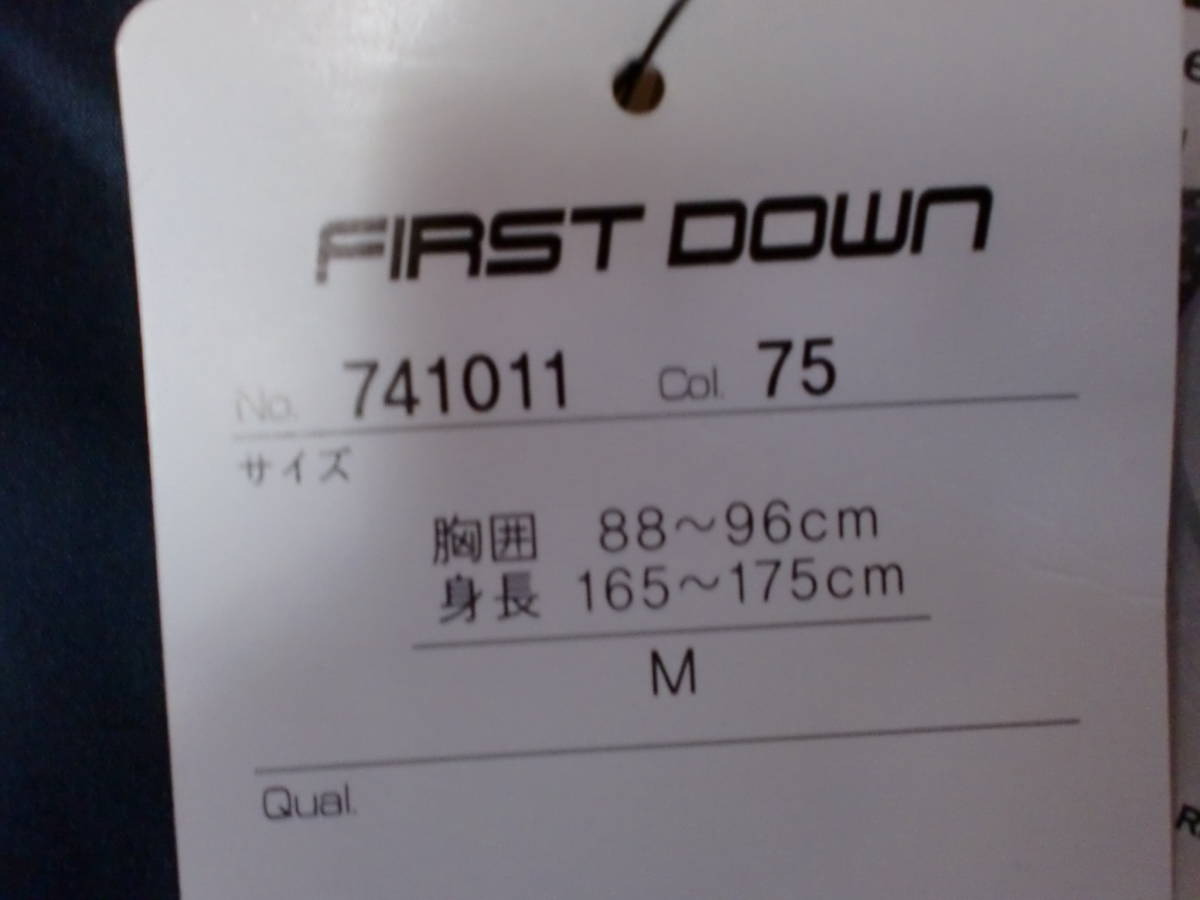 FIRST DOWN
No. 741011 Col. 75
サイズ
胸囲 88～96cm
身長 165～175cm
M
Qual.